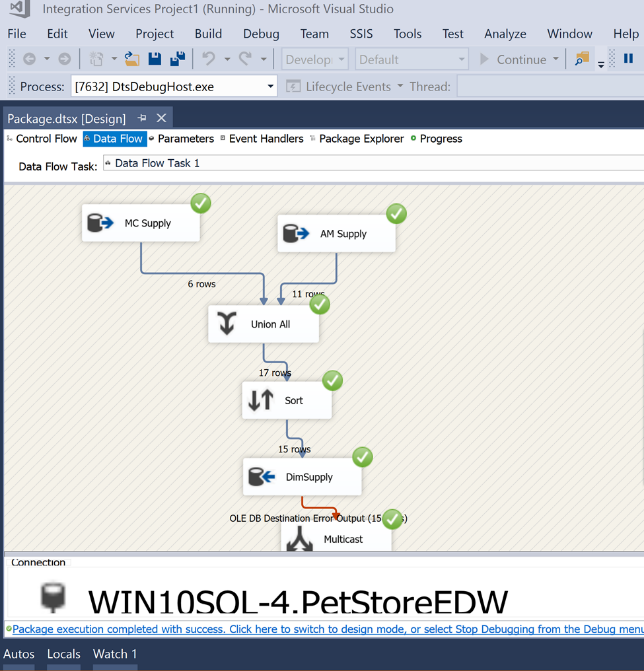 Integration Services Project1 (Running) - Microsoft Visual Studio
File Edit View Project Build Debug Team SSIS Tools Test Analyze Window Help
Develop Default Continue
Process: [7632] DtsDebugHost.exe Lifecycle Events Thread:
Package.dtsx [Design]
Control Flow Data Flow Parameters Event Handlers Package Explorer Progress
Data Flow Task: Data Flow Task 1
MC Supply
AM Supply
6 rows
11 rows
Union All
17 rows
Sort
15 rows
DimSupply
OLE DB Destination Error Output (15
Multicast
Connection
WIN10SOL-4.PetStoreEDW
Package execution completed with success. Click here to switch to design mode, or select Stop Debugging from the Debug menu
Autos Locals Watch 1